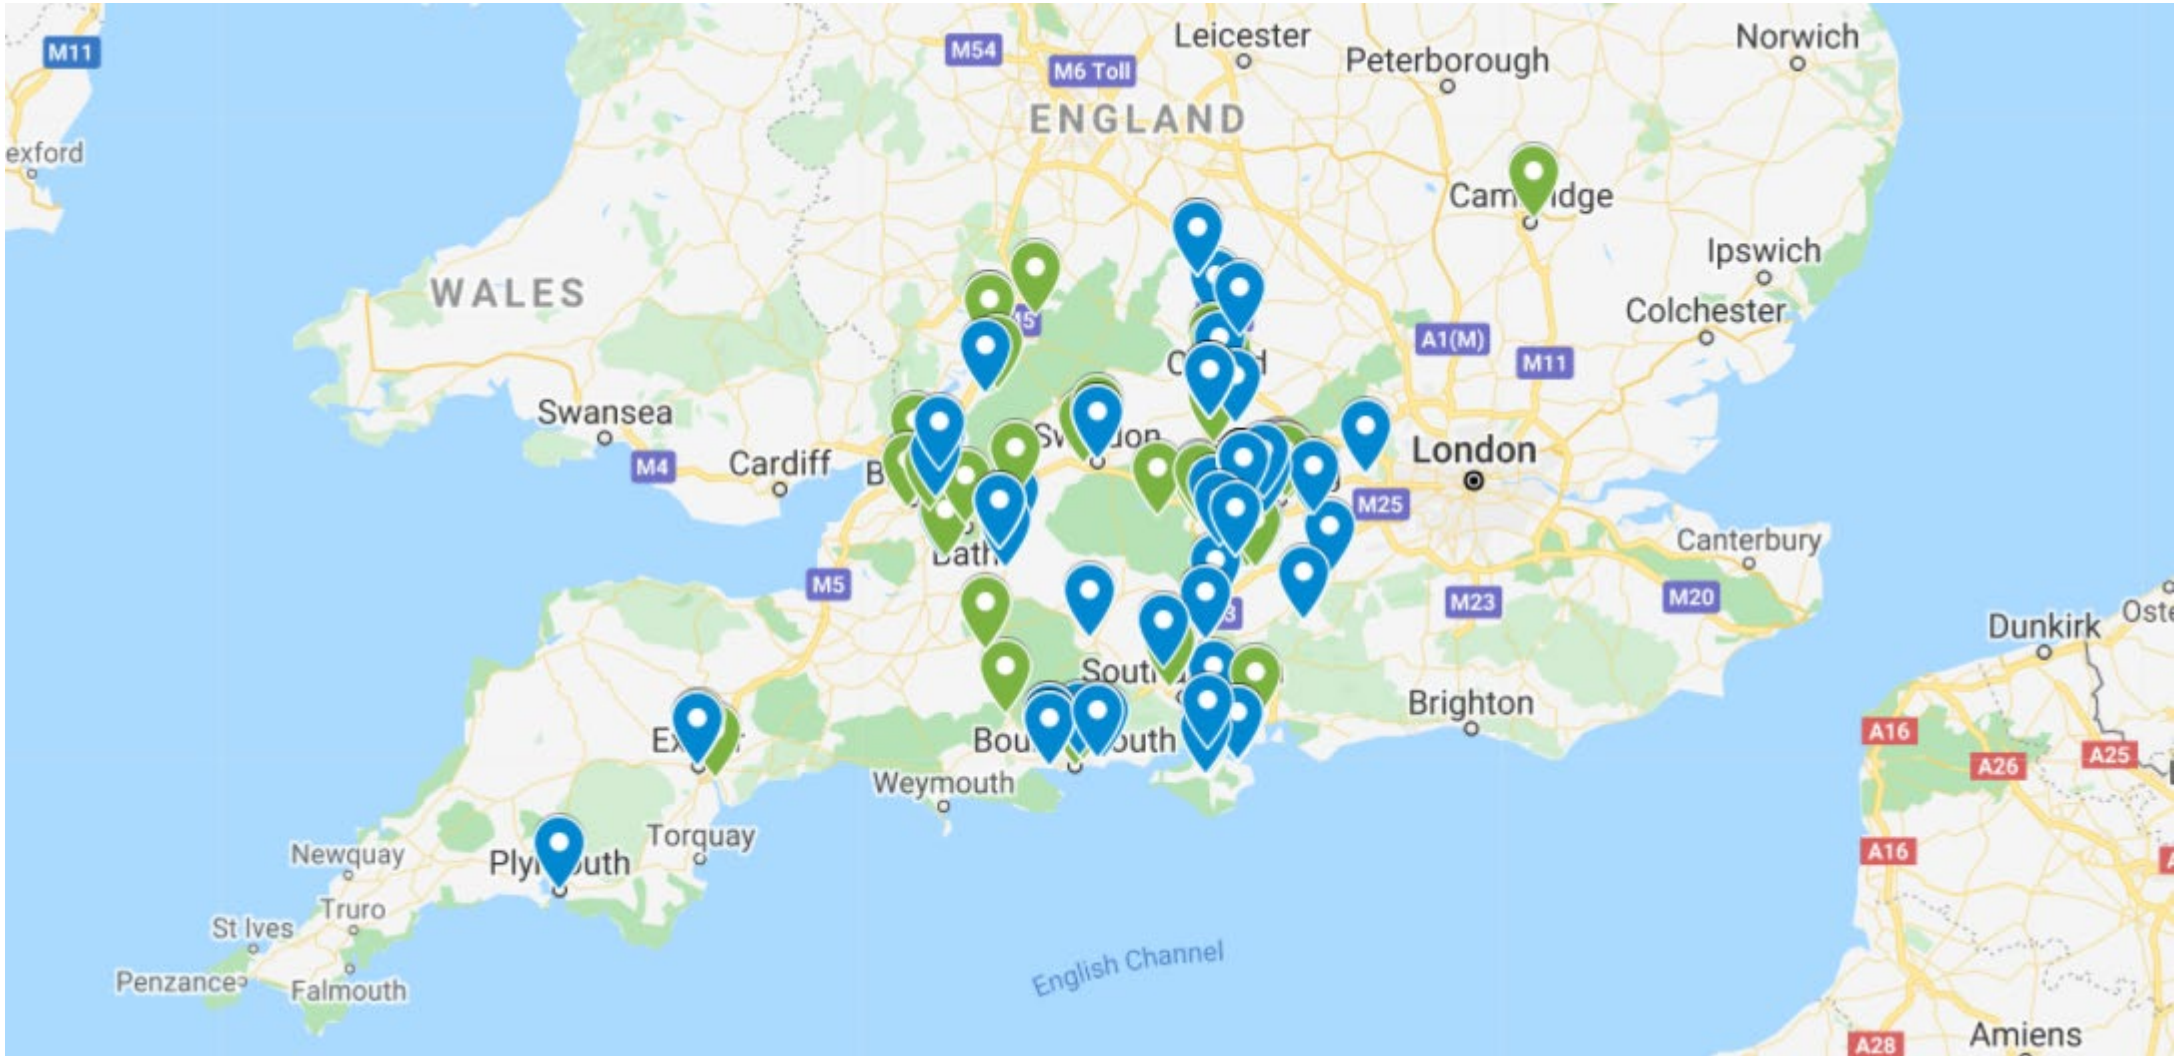 M11
M54
M6 Toll
Leicester
Peterborough
Norwich
ENGLAND
exford
Ipswich
WALES
Colchester
A1(M)
M11
Swansea
M4
Cardiff
London
M25
Bath
Canterbury
M5
M23
M20
Dunkirk
Oste
Brighton
Weymouth
A16
A26
A25
Newquay
Torquay
A16
Truro
St Ives
Penzance
Falmouth
English Channel
Amiens
A28